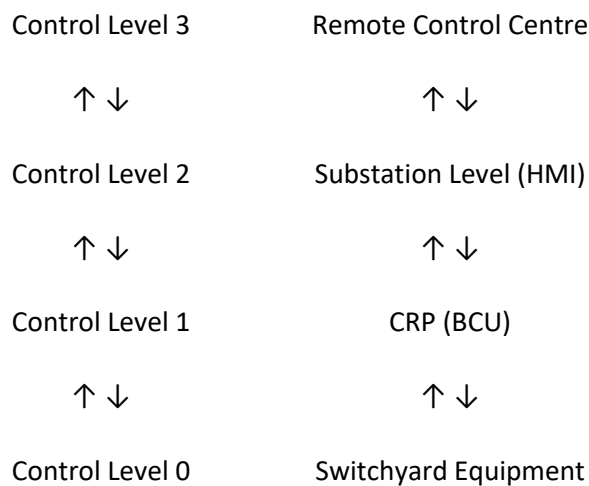 Control Level 3 Remote Control Centre
↑ ↓ ↑ ↓
Control Level 2 Substation Level (HMI)
↑ ↓ ↑ ↓
Control Level 1 CRP (BCU)
↑ ↓ ↑ ↓
Control Level 0 Switchyard Equipment